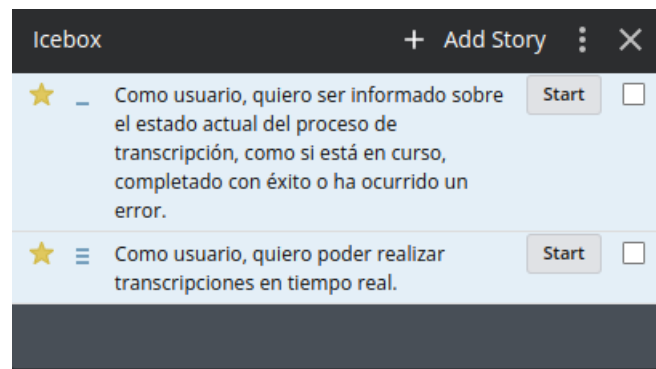 Icebox + Add Story
Como usuario, quiero ser informado sobre Start
el estado actual del proceso de
transcripción, como si está en curso,
completado con éxito o ha ocurrido un
error.
Como usuario, quiero poder realizar Start
transcripciones en tiempo real.